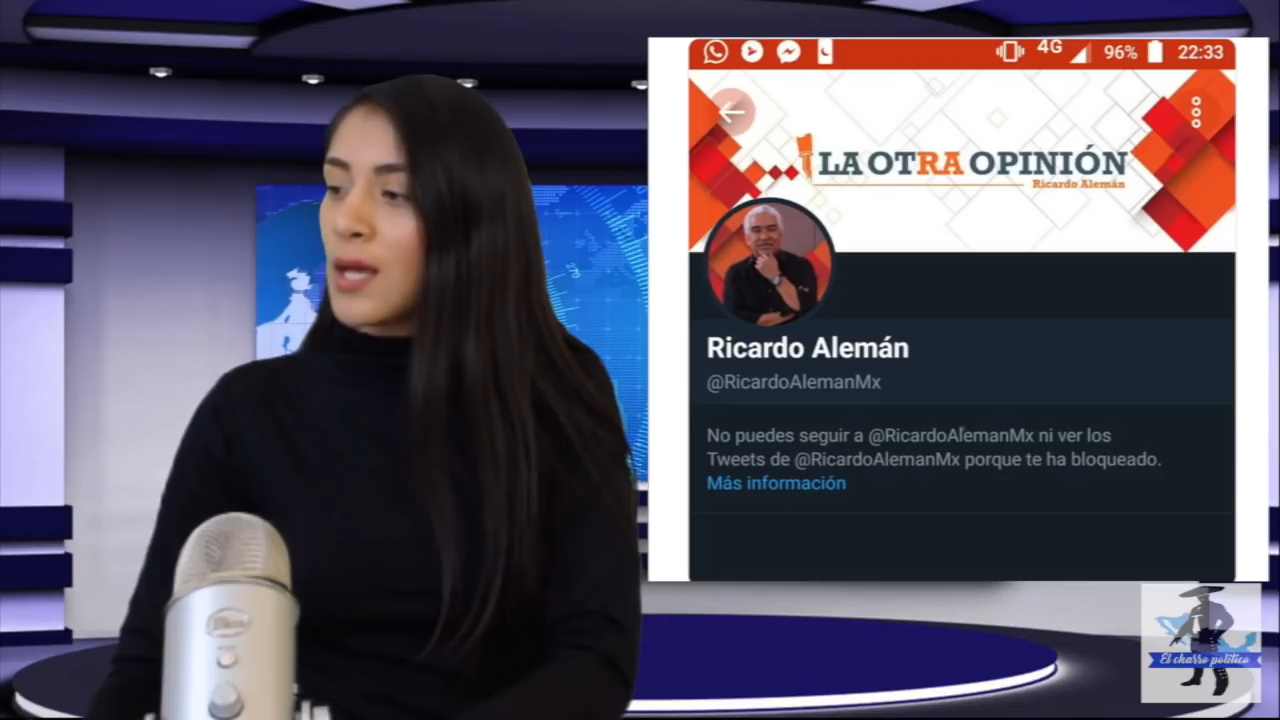 4G
96%
22:33
LA OTRA OPINIÓN
Ricardo Alemán
Ricardo Alemán
@RicardoAlemanMx
No puedes seguir a @RicardoAlemanMx ni ver los
Tweets de @RicardoAlemanMx porque te ha bloqueado.
Más información
El charro político